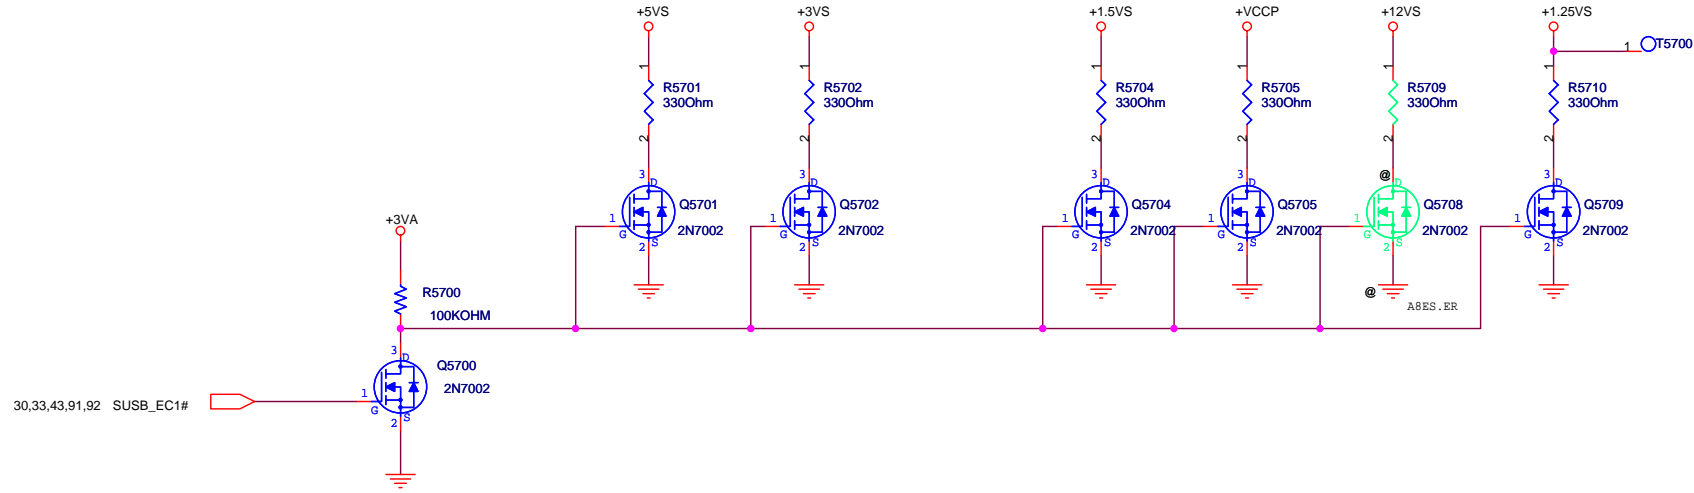 +5VS
+3VS
+1.5VS
+VCCP
+12VS
+1.25VS
1
T5700
1
1
1
1
1
1
R5701
330Ohm
R5702
330Ohm
R5704
330Ohm
R5705
330Ohm
R5709
330Ohm
R5710
330Ohm
2
2
2
2
2
2
3
D
1
G
2
S
Q5701
2N7002
3
D
1
G
2
S
Q5702
2N7002
3
D
1
G
2
S
Q5704
2N7002
3
D
1
G
2
S
Q5705
2N7002
@
D
1
G
2
S
Q5708
2N7002
3
D
1
G
2
S
Q5709
2N7002
@
A8ES.ER
+3VA
R5700
100KOHM
3
D
1
G
2
S
Q5700
2N7002
30,33,43,91,92 SUSB_EC1#